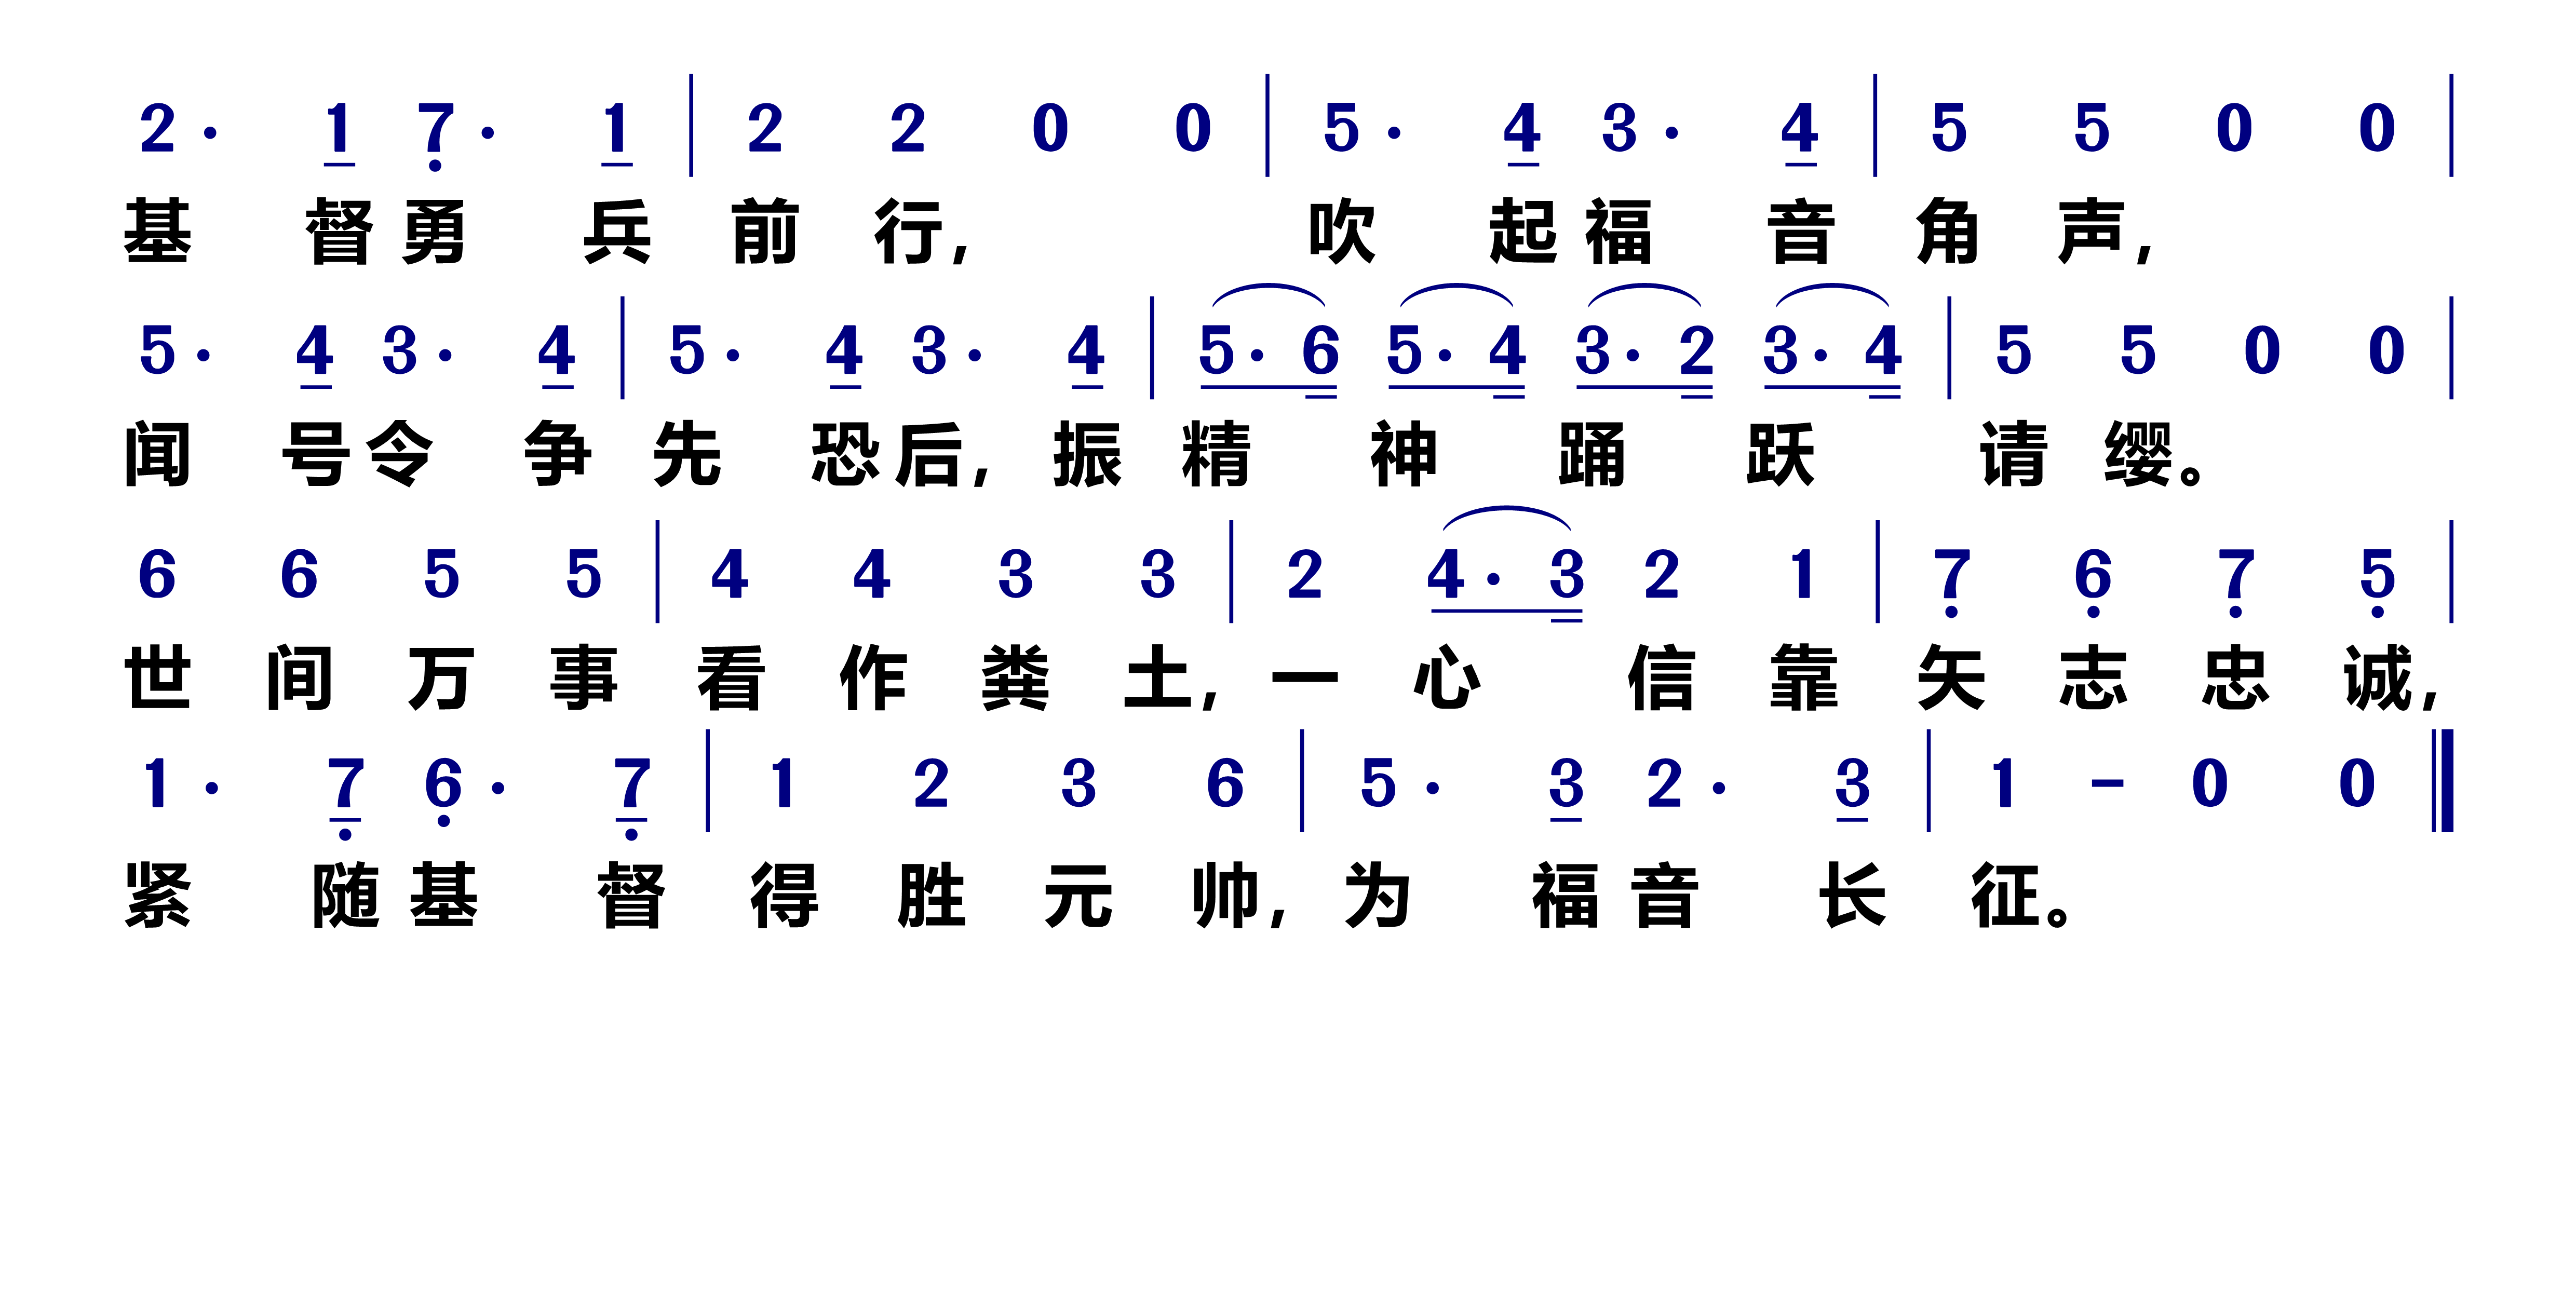 2· 1 7· 1 | 2 2 0 0 | 5· 4 3· 4 | 5 5 0 0 |
基 督 勇 兵 前 行, 吹 起 福 音 角 声,
5· 4 3· 4 | 5· 4 3· 4 | 5· 6 5· 4 3· 2 3· 4 | 5 5 0 0 |
闻 号 令 争 先 恐 后, 振 精 神 踊 跃 请 缨。
6 6 5 5 | 4 4 3 3 | 2 4· 3 2 1 | 7 6 7 5 |
世 间 万 事 看 作 粪 土, 一 心 信 靠 矢 志 忠 诚,
1· 7 6· 7 | 1 2 3 6 | 5· 3 2· 3 | 1 – 0 0 ‖
紧 随 基 督 得 胜 元 帅, 为 福 音 长 征。